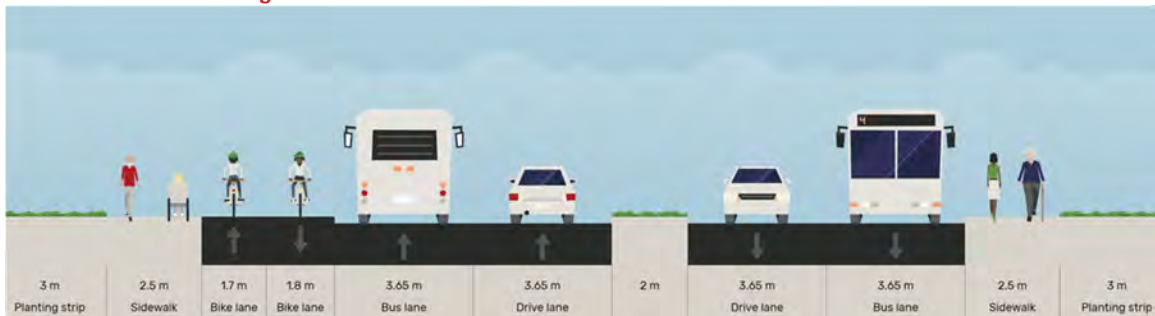 4
3 m 2.5 m 1.7 m 1.8 m 3.65 m 3.65 m 2 m 3.65 m 3.65 m 2.5 m 3 m
Planting strip Sidewalk Bike lane Bike lane Bus lane Drive lane Drive lane Bus lane Sidewalk Planting strip